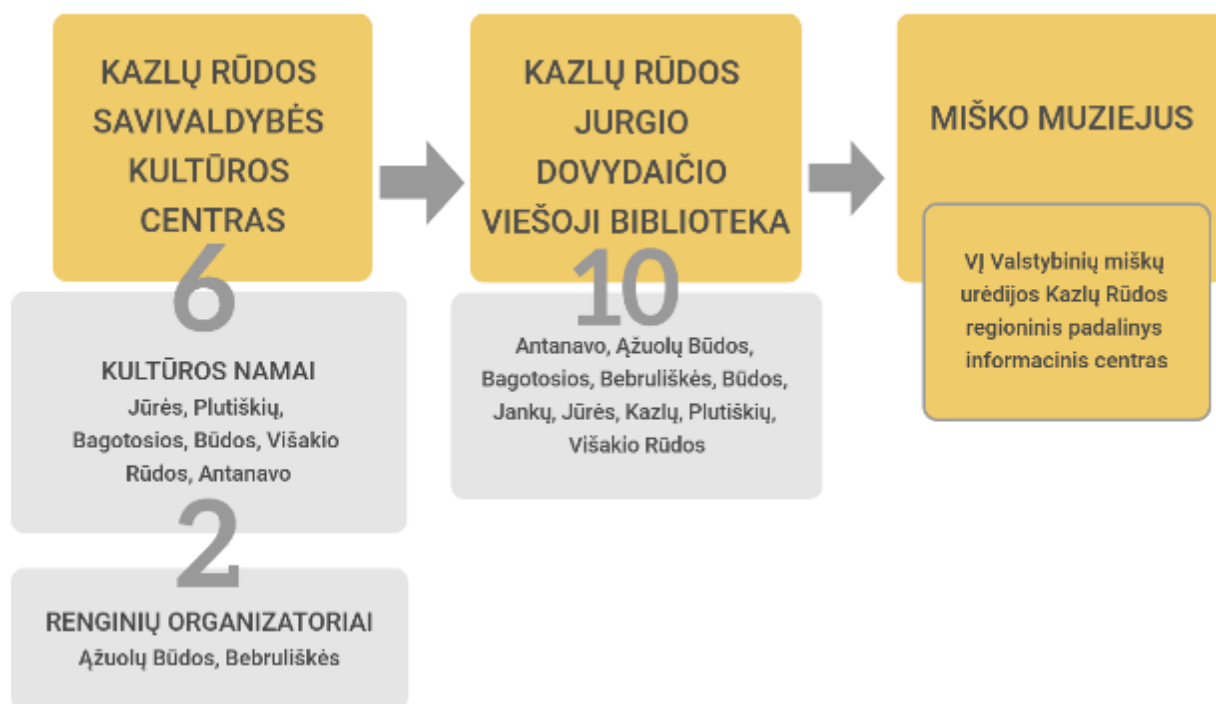 KAZLŲ RŪDOS
SAVIVALDYBĖS
KULTŪROS
CENTRAS
6
KULTŪROS NAMAI
Jūrės, Plutiškių,
Bagotosios, Būdos, Višakio
Rūdos, Antanavo
2
RENGINIŲ ORGANIZATORIAI
Ąžuolų Būdos, Bebruliškės
KAZLŲ RŪDOS
JURGIO
DOVYDAIČIO
VIEŠOJI BIBLIOTEKA
10
Antanavo, Ąžuolų Būdos,
Bagotosios, Bebruliškės, Būdos,
Jankų, Jūrės, Kazlų, Plutiškių,
Višakio Rūdos
MIŠKO MUZIEJUS
VĮ Valstybinių miškų
urėdijos Kazlų Rūdos
regioninis padalinys
informacinis centras